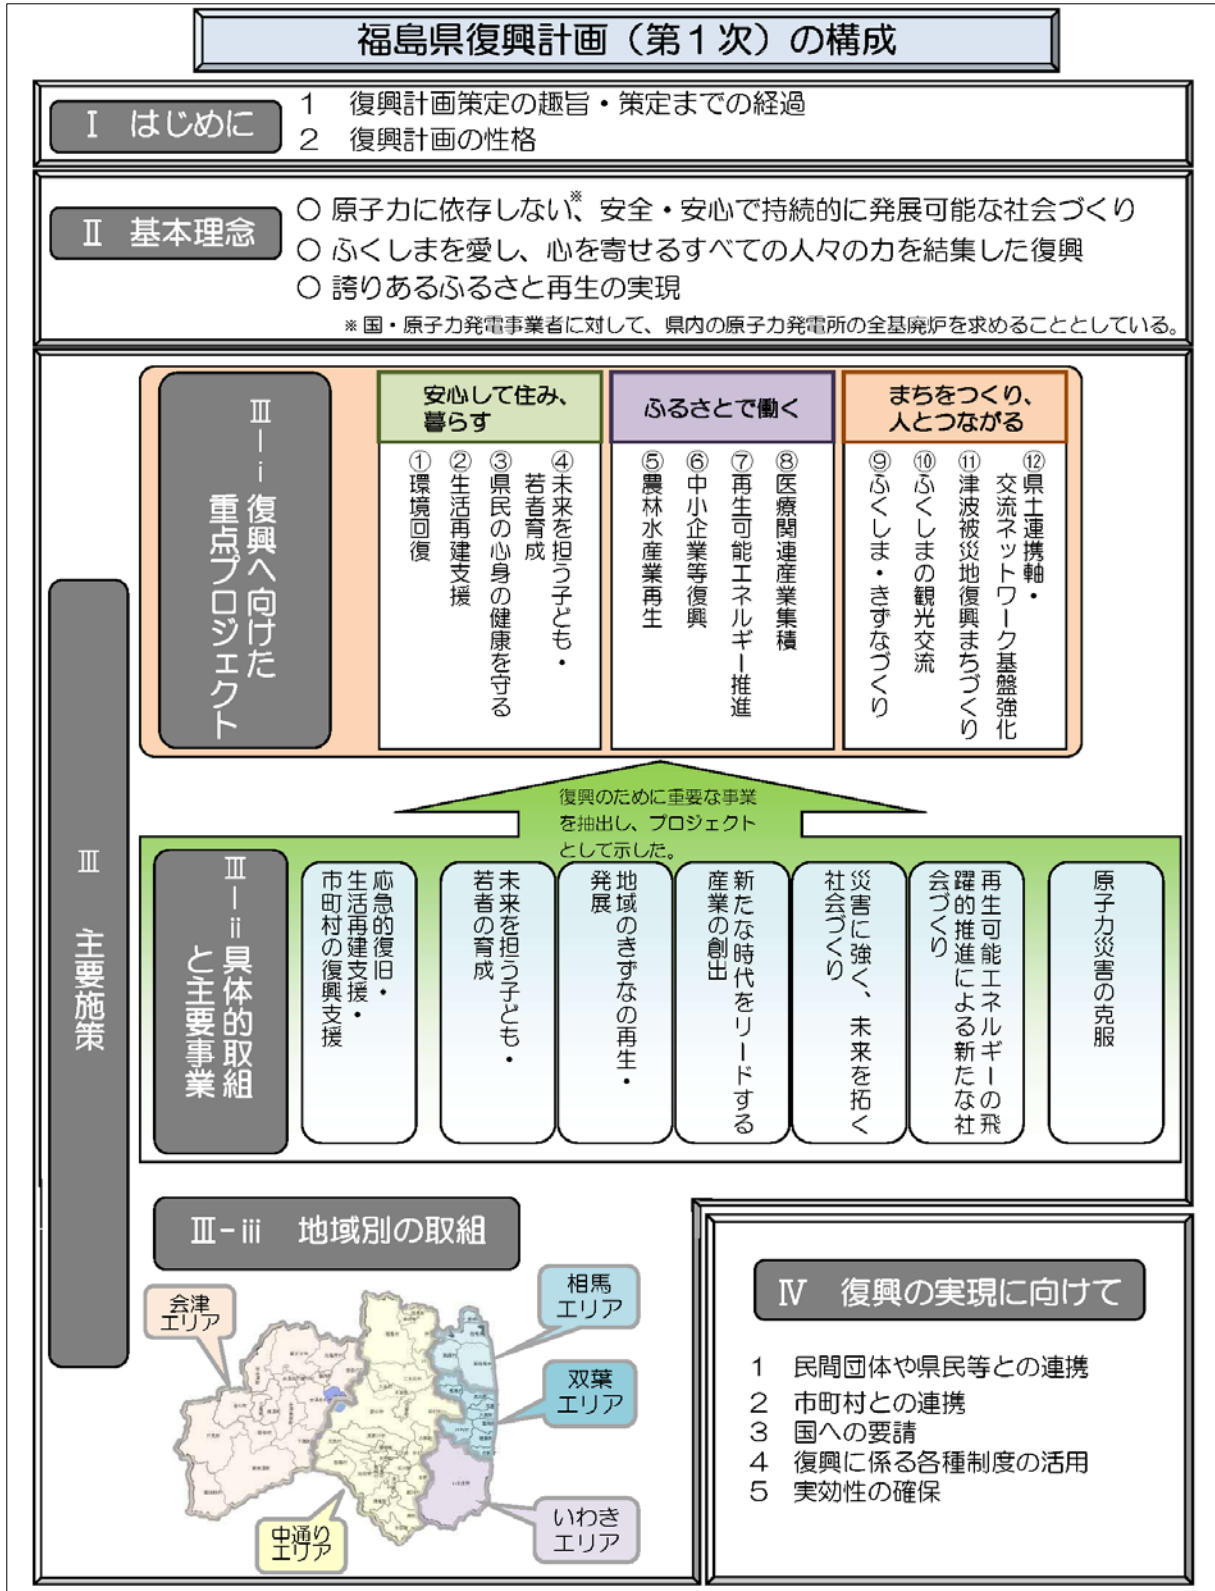 福島県復興計画（第１次）の構成
Ⅰ　はじめに
１　復興計画策定の趣旨・策定までの経過
２　復興計画の性格
Ⅱ　基本理念
○ 原子力に依存しない※、安全・安心で持続的に発展可能な社会づくり
○ ふくしまを愛し、心を寄せるすべての人々の力を結集した復興
○ 誇りあるふるさと再生の実現
※国・原子力発電事業者に対して、県内の原子力発電所の全基廃炉を求めることとしている。
Ⅲ　主要施策
Ⅲ－ⅰ 復興へ向けた
重点プロジェクト
安心して住み、
暮らす
①環境回復
②生活再建支援
③県民の心身の健康を守る
④未来を担う子ども・
若者育成
ふるさとで働く
⑤農林水産業再生
⑥中小企業等復興
⑦再生可能エネルギー推進
⑧医療関連産業集積
まちをつくり、
人とつながる
⑨ふくしま・きずなづくり
⑩ふくしまの観光交流
⑪津波被災地復興まちづくり
⑫県土連携軸・
交流ネットワーク基盤強化
復興のために重要な事業
を抽出し、プロジェクト
として示した。
Ⅲ－ⅱ 具体的取組
と主要事業
応急的復旧・
生活再建支援・
市町村の復興支援
未来を担う子ども・
若者の育成
地域のきずなの再生・
発展
新たな時代をリードする
産業の創出
災害に強く、未来を拓く
社会づくり
再生可能エネルギーの飛
躍的推進による新たな社
会づくり
原子力災害の克服
Ⅲ-ⅲ　地域別の取組
会津
エリア
相馬
エリア
双葉
エリア
いわき
エリア
中通り
エリア
Ⅳ　復興の実現に向けて
１　民間団体や県民等との連携
２　市町村との連携
３　国への要請
４　復興に係る各種制度の活用
５　実効性の確保